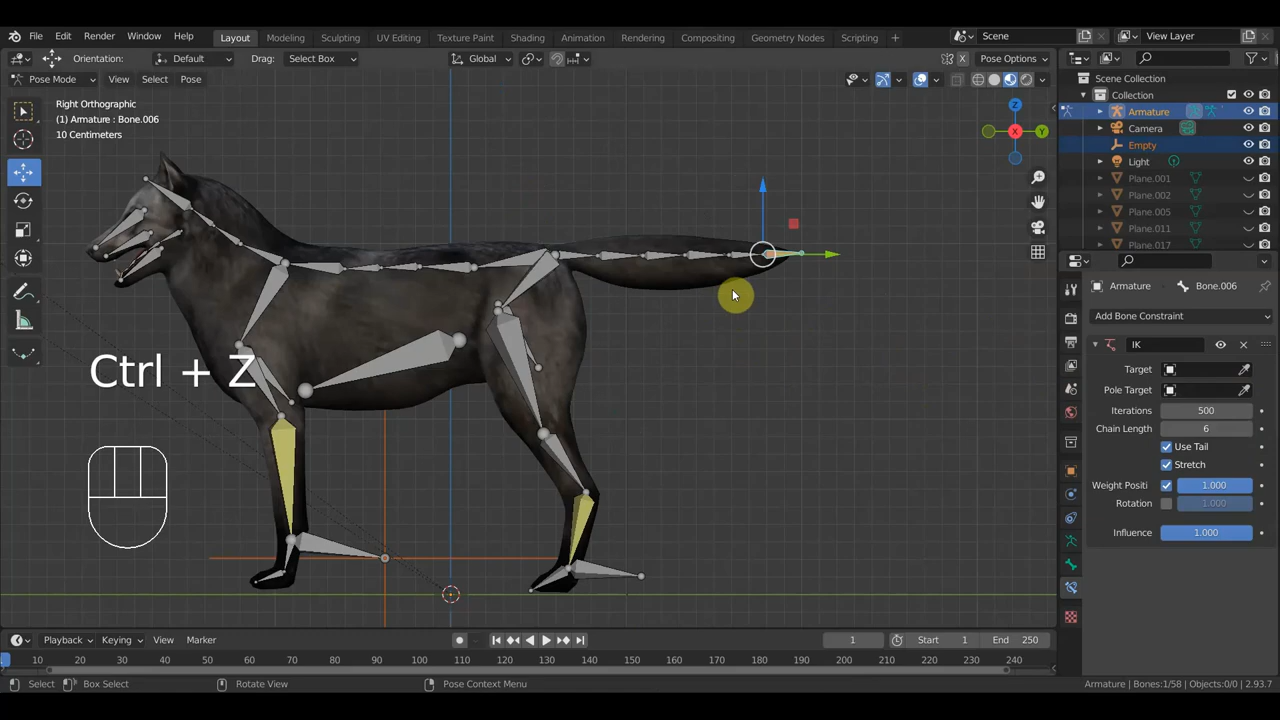 File Edit Render Window Help Layout Modeling Sculpting UV Editing Texture Paint Shading Animation Rendering Compositing Geometry Nodes Scripting + Scene View Layer
Orientation: Default Drag: Select Box Global X Pose Options
Pose Mode View Select Pose
Scene Collection
Collection
Armature
Camera
Empty
Light
Plane.001
Plane.002
Plane.005
Plane.011
Plane.017
Right Orthographic
(1) Armature : Bone.006
10 Centimeters
Z
Y
X
Ctrl + Z
Armature Bone.006
Add Bone Constraint
IK
Target
Pole Target
Iterations 500
Chain Length 6
Use Tail
Stretch
Weight Positi 1.000
Rotation 1.000
Influence 1.000
Playback Keying View Marker 1 Start 1 End 250
10 20 30 40 50 60 70 80 90 100 110 120 130 140 150 160 170 180 190 200 210 220 230 240
Select Box Select Rotate View Pose Context Menu Armature | Bones:1/58 | Objects:0/0 | 2.93.7